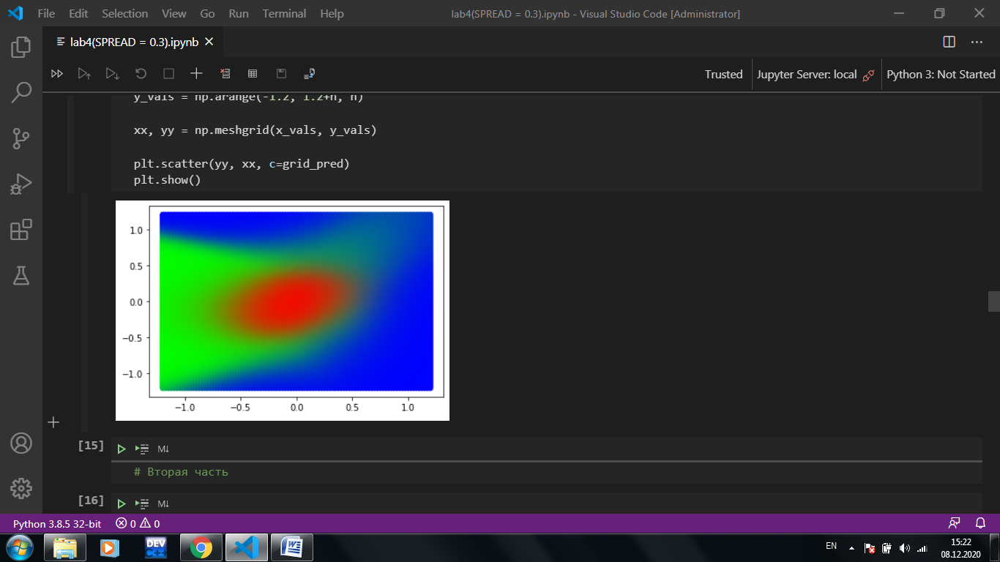 File Edit Selection View Go Run Terminal Help
lab4(SPREAD = 0.3).ipynb - Visual Studio Code [Administrator]
lab4(SPREAD = 0.3).ipynb
Trusted
Jupyter Server: local
Python 3: Not Started
y_vals = np.arange(-1.2, 1.2+h, h)
xx, yy = np.meshgrid(x_vals, y_vals)
plt.scatter(yy, xx, c=grid_pred)
plt.show()
1.0
0.5
0.0
−0.5
−1.0
−1.0 −0.5 0.0 0.5 1.0
[15]
M↓
# Вторая часть
[16]
M↓
Python 3.8.5 32-bit
0
0
DEV C++
EN
15:22
08.12.2020